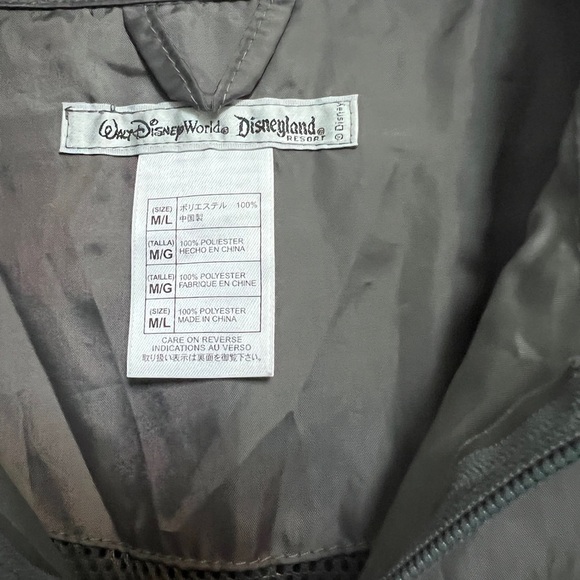 Walt Disney World® Disneyland® RESORT © Disney
(SIZE) M/L ポリエステル 100%
中国製
(TALLA) M/G 100% POLIESTER
HECHO EN CHINA
(TAILLE) M/G 100% POLYESTER
FABRIQUE EN CHINE
(SIZE) M/L 100% POLYESTER
MADE IN CHINA
CARE ON REVERSE
INDICATIONS AU VERSO
取り扱い表示は裏面を御覧下さい。